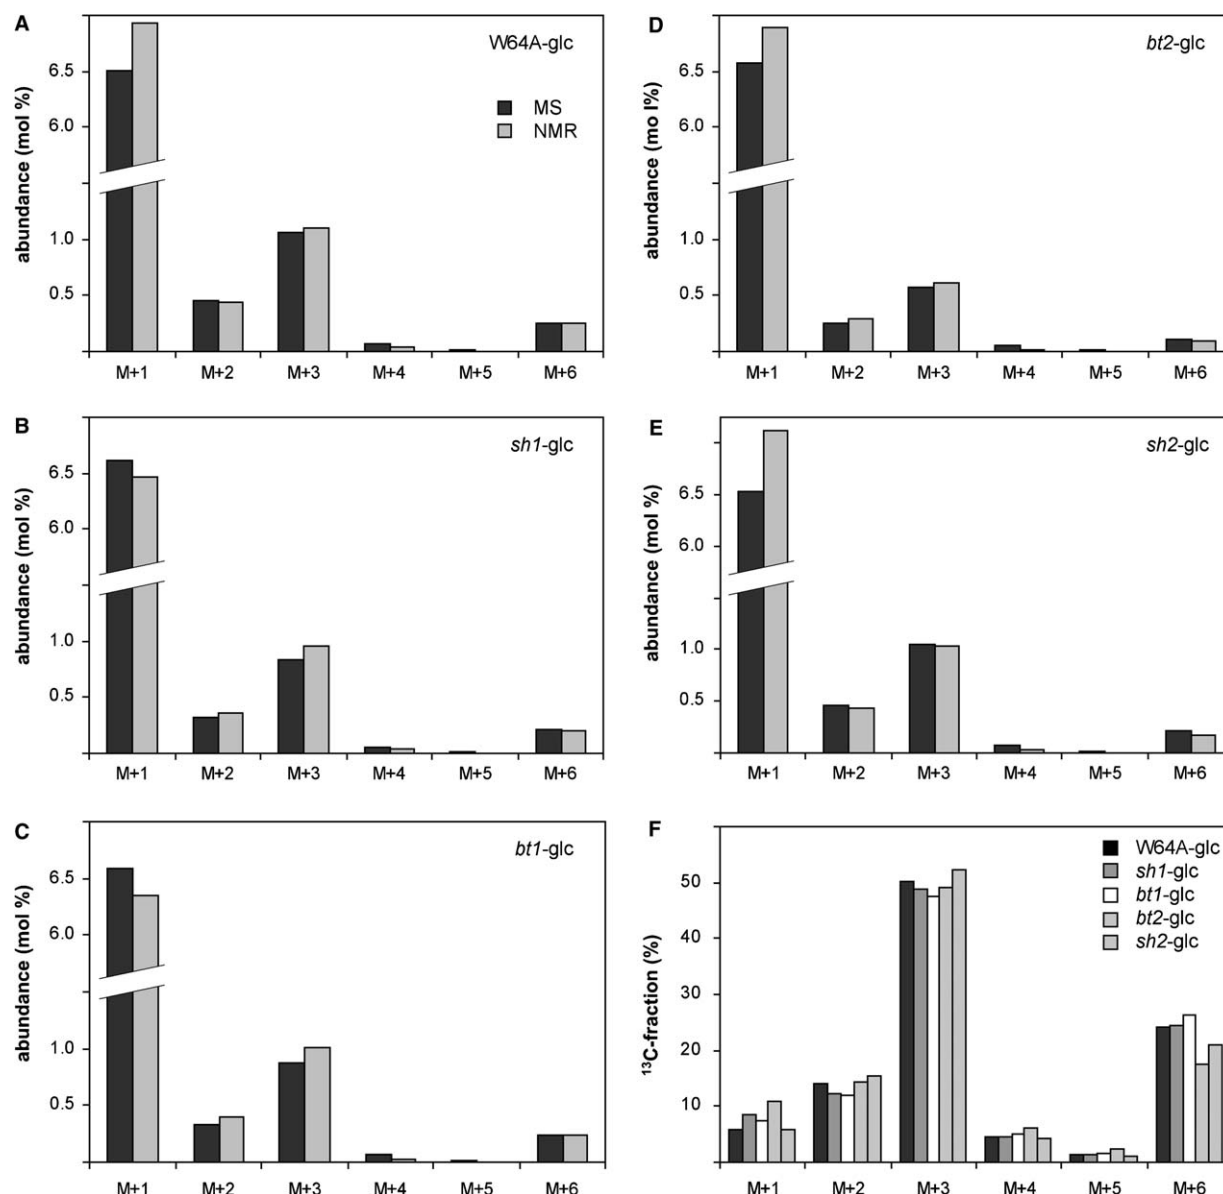 A
W64A-glc
MS
NMR
abundance (mol %)
6.5
6.0
1.0
0.5
M+1 M+2 M+3 M+4 M+5 M+6
B
sh1-glc
abundance (mol %)
6.5
6.0
1.0
0.5
M+1 M+2 M+3 M+4 M+5 M+6
C
bt1-glc
abundance (mol %)
6.5
6.0
1.0
0.5
M+1 M+2 M+3 M+4 M+5 M+6
D
bt2-glc
abundance (mo l%)
6.5
6.0
1.0
0.5
M+1 M+2 M+3 M+4 M+5 M+6
E
sh2-glc
abundance (mol %)
6.5
6.0
1.0
0.5
M+1 M+2 M+3 M+4 M+5 M+6
F
W64A-glc
sh1-glc
bt1-glc
bt2-glc
sh2-glc
¹³C-fraction (%)
50
40
30
20
10
M+1 M+2 M+3 M+4 M+5 M+6